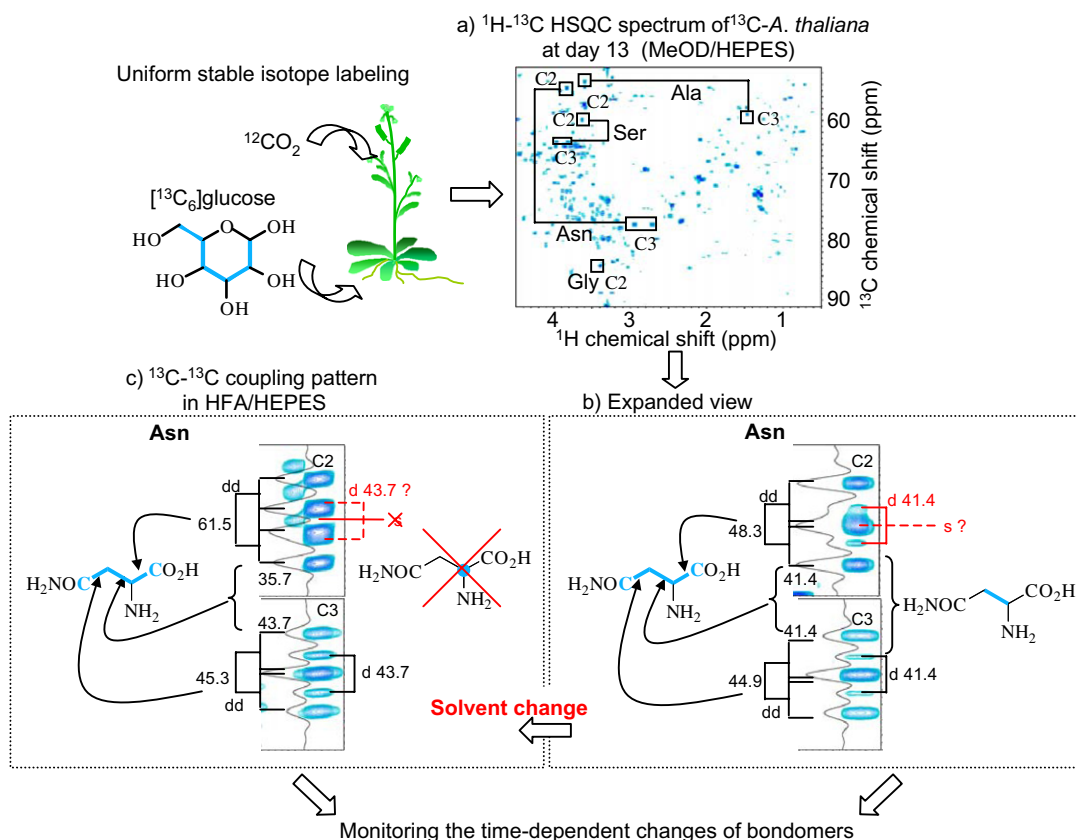 a) ¹H-¹³C HSQC spectrum of ¹³C-A. thaliana
at day 13 (MeOD/HEPES)
Uniform stable isotope labeling
¹²CO₂
[¹³C₆]glucose
HO
O
OH
HO
OH
OH
C2
C2
Ala
C2
Ser
C3
C3
Asn
C3
Gly C2
60
70
80
90
¹³C chemical shift (ppm)
4 3 2 1
¹H chemical shift (ppm)
c) ¹³C-¹³C coupling pattern
in HFA/HEPES
Asn
C2
dd
d 43.7 ?
61.5
s
H₂NOC
CO₂H
NH₂
H₂NOC
CO₂H
NH₂
35.7
C3
43.7
45.3
d 43.7
dd
b) Expanded view
Asn
C2
dd
d 41.4
48.3
s ?
H₂NOC
CO₂H
NH₂
41.4
H₂NOC
CO₂H
NH₂
C3
41.4
44.9
d 41.4
dd
Solvent change
Monitoring the time-dependent changes of bondomers